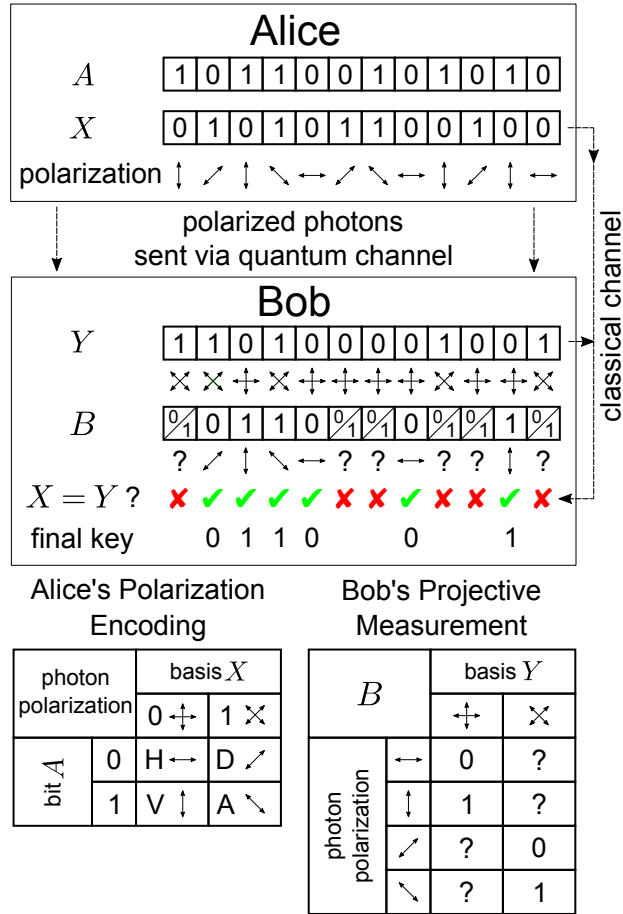 Alice
A 1 0 1 1 0 0 1 0 1 0 1 0
X 0 1 0 1 0 1 1 0 0 1 0 0
polarization
polarized photons
sent via quantum channel
classical channel
Bob
Y 1 1 0 1 0 0 0 0 1 0 0 1
B 0/1 0 1 1 0 0/1 0/1 0 0/1 0/1 1 0/1
? ? ? ? ? ?
X = Y ?
final key 0 1 1 0 0 1
Alice's Polarization
Encoding
photon
polarization
basis X
0 1
bit A
0 H D
1 V A
Bob's Projective
Measurement
B
basis Y
photon
polarization
0 ?
1 ?
? 0
? 1